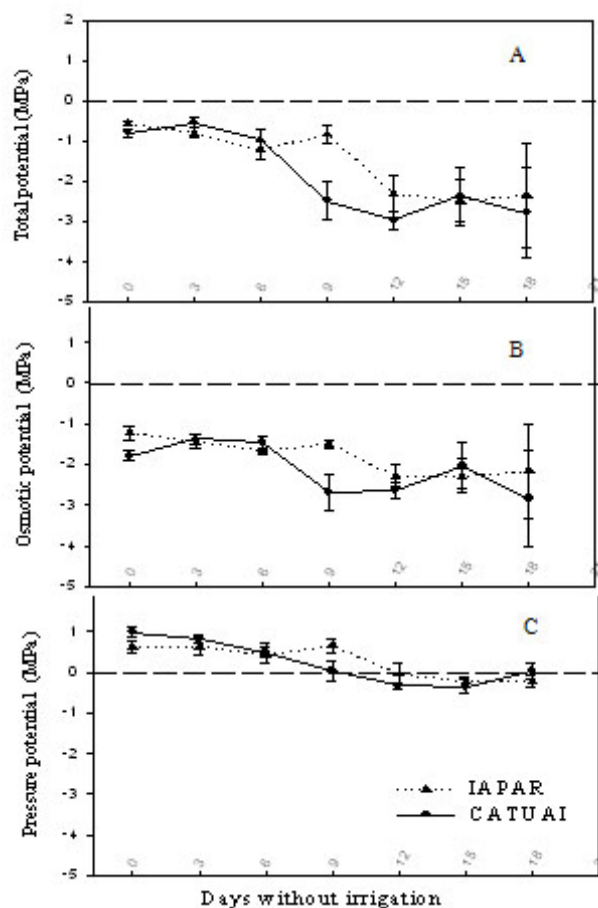 2
1
0
-1
-2
-3
-4
-5
Total potential (MPa)
A
0 3 6 9 12 15 18 21
1
0
-1
-2
-3
-4
-5
Osmotic potential (MPa)
B
0 3 6 9 12 15 18
1
0
-1
-2
-3
-4
-5
Pressure potential (MPa)
C
IAPAR
CATUAI
0 3 6 9 12 15 18
Days without irrigation